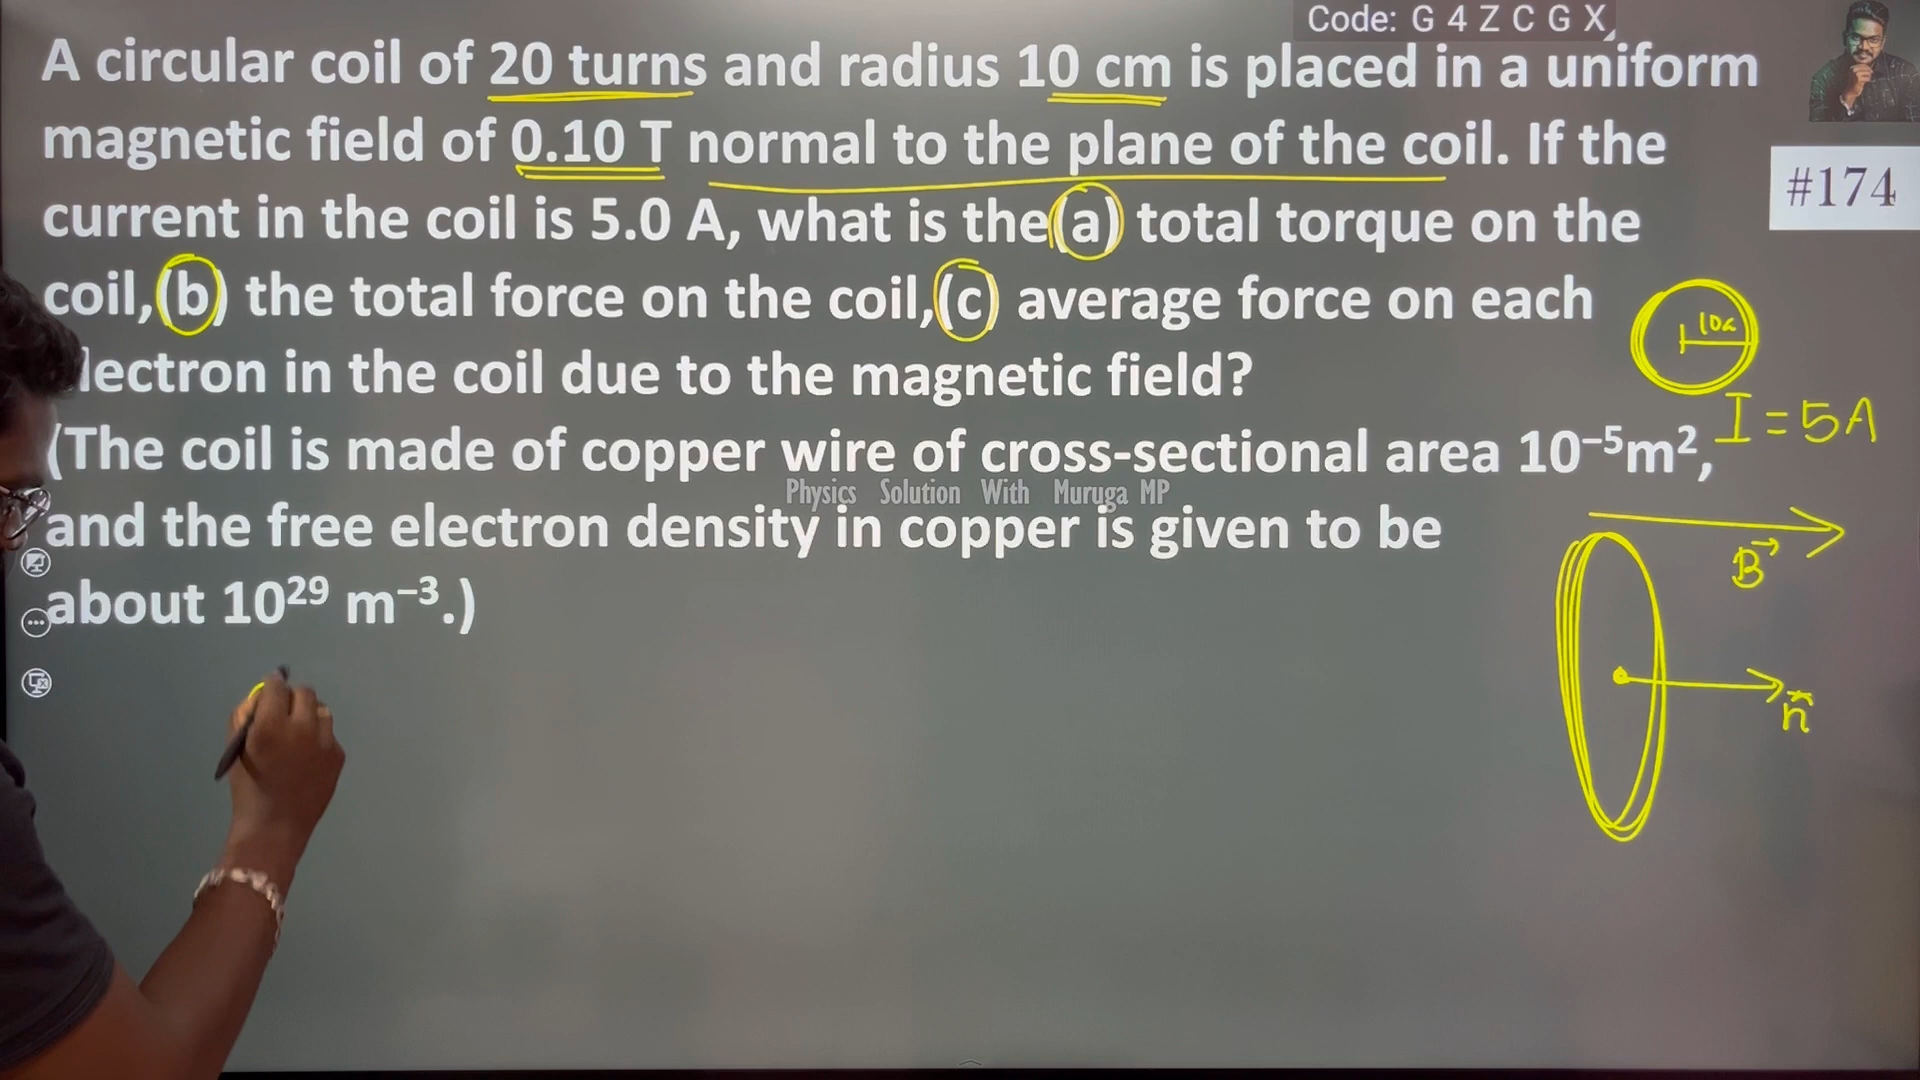 Code: G 4 Z C G X
A circular coil of 20 turns and radius 10 cm is placed in a uniform
magnetic field of 0.10 T normal to the plane of the coil. If the
#174
current in the coil is 5.0 A, what is the (a) total torque on the
coil, (b) the total force on the coil, (c) average force on each
lectron in the coil due to the magnetic field?
(The coil is made of copper wire of cross-sectional area 10⁻⁵m²,
Physics Solution With Muruga MP
and the free electron density in copper is given to be
about 10²⁹ m⁻³.)
I = 5A
B⃗
n̂